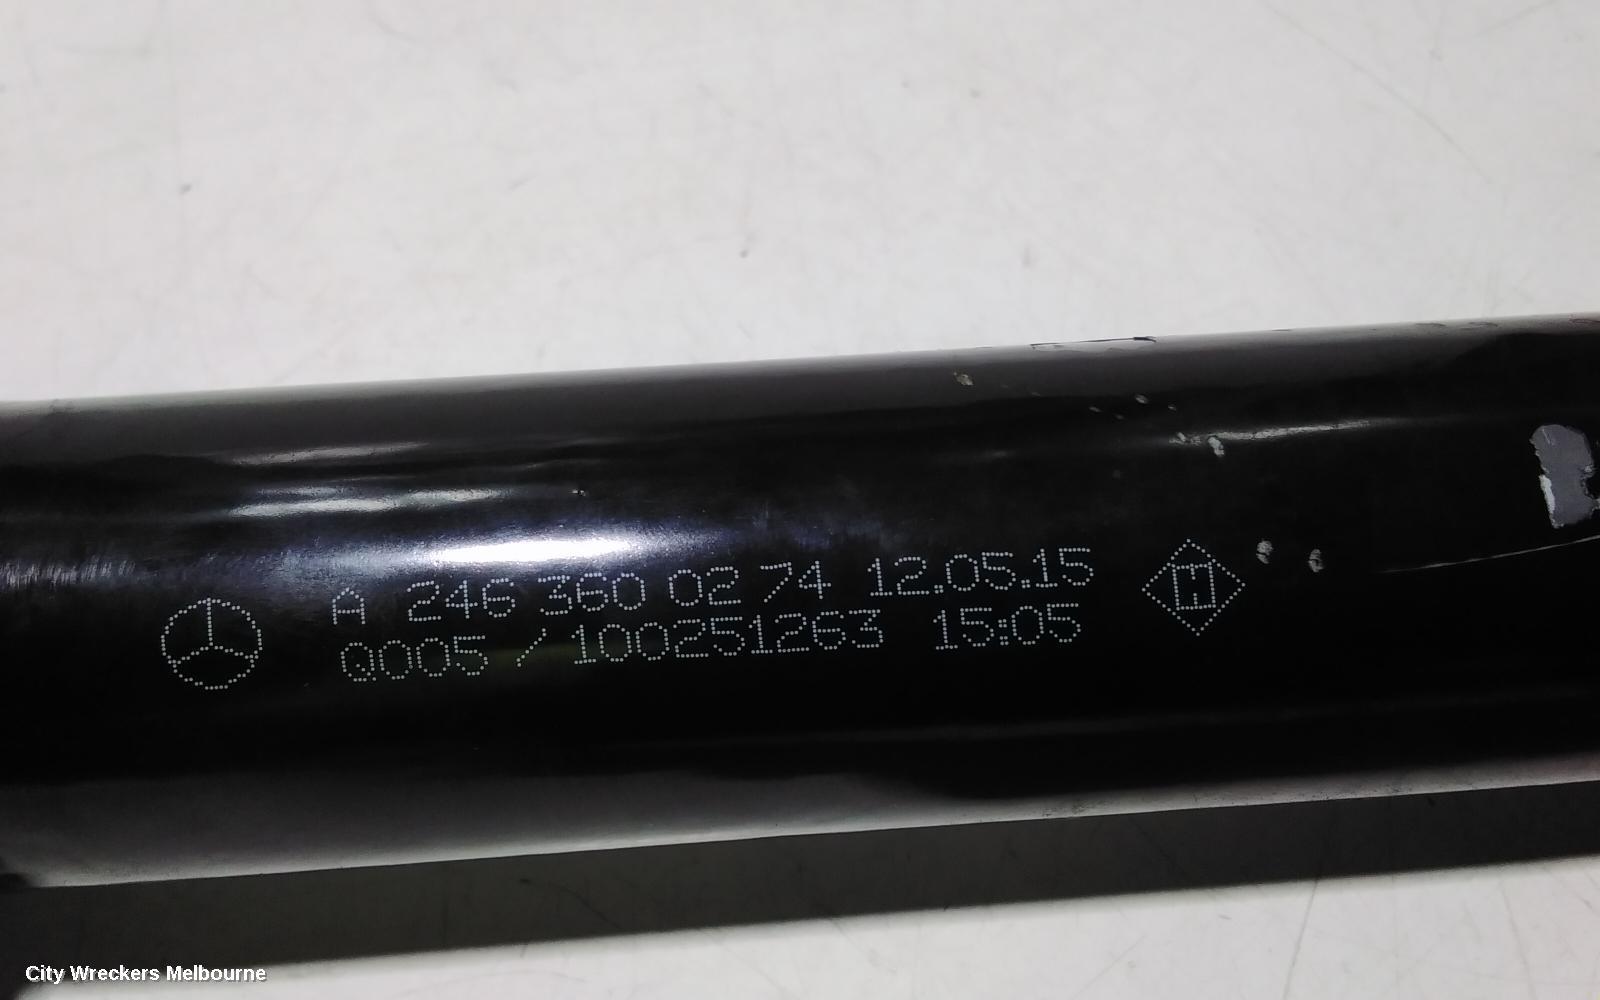 A 246 360 02 74 12.05.15
Q005 / 100251263 15:05
H
City Wreckers Melbourne